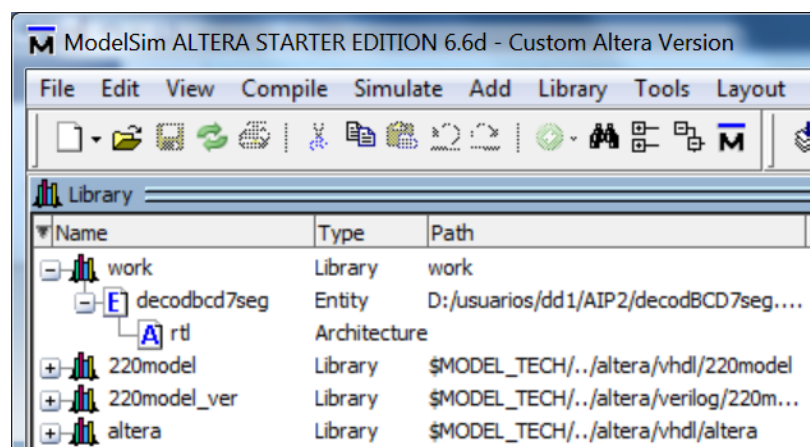 ModelSim ALTERA STARTER EDITION 6.6d - Custom Altera Version
File Edit View Compile Simulate Add Library Tools Layout
Library
Name Type Path
work Library work
E decodbcd7seg Entity D:/usuarios/dd1/AIP2/decodBCD7seg....
A rtl Architecture
220model Library $MODEL_TECH/../altera/vhdl/220model
220model_ver Library $MODEL_TECH/../altera/verilog/220m...
altera Library $MODEL_TECH/../altera/vhdl/altera